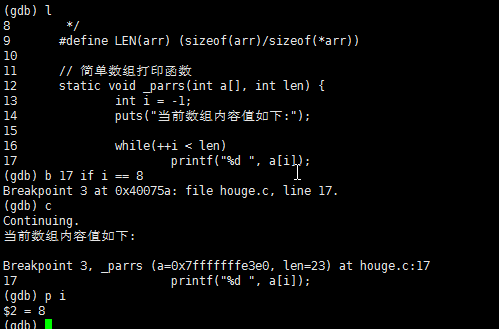 (gdb) l
8        */
9       #define LEN(arr) (sizeof(arr)/sizeof(*arr))
10
11      // 简单数组打印函数
12      static void _parrs(int a[], int len) {
13              int i = -1;
14              puts("当前数组内容值如下:");
15
16              while(++i < len)
17                      printf("%d ", a[i]);
(gdb) b 17 if i == 8
Breakpoint 3 at 0x40075a: file houge.c, line 17.
(gdb) c
Continuing.
当前数组内容值如下:

Breakpoint 3, _parrs (a=0x7fffffffe3e0, len=23) at houge.c:17
17                      printf("%d ", a[i]);
(gdb) p i
$2 = 8
(gdb)